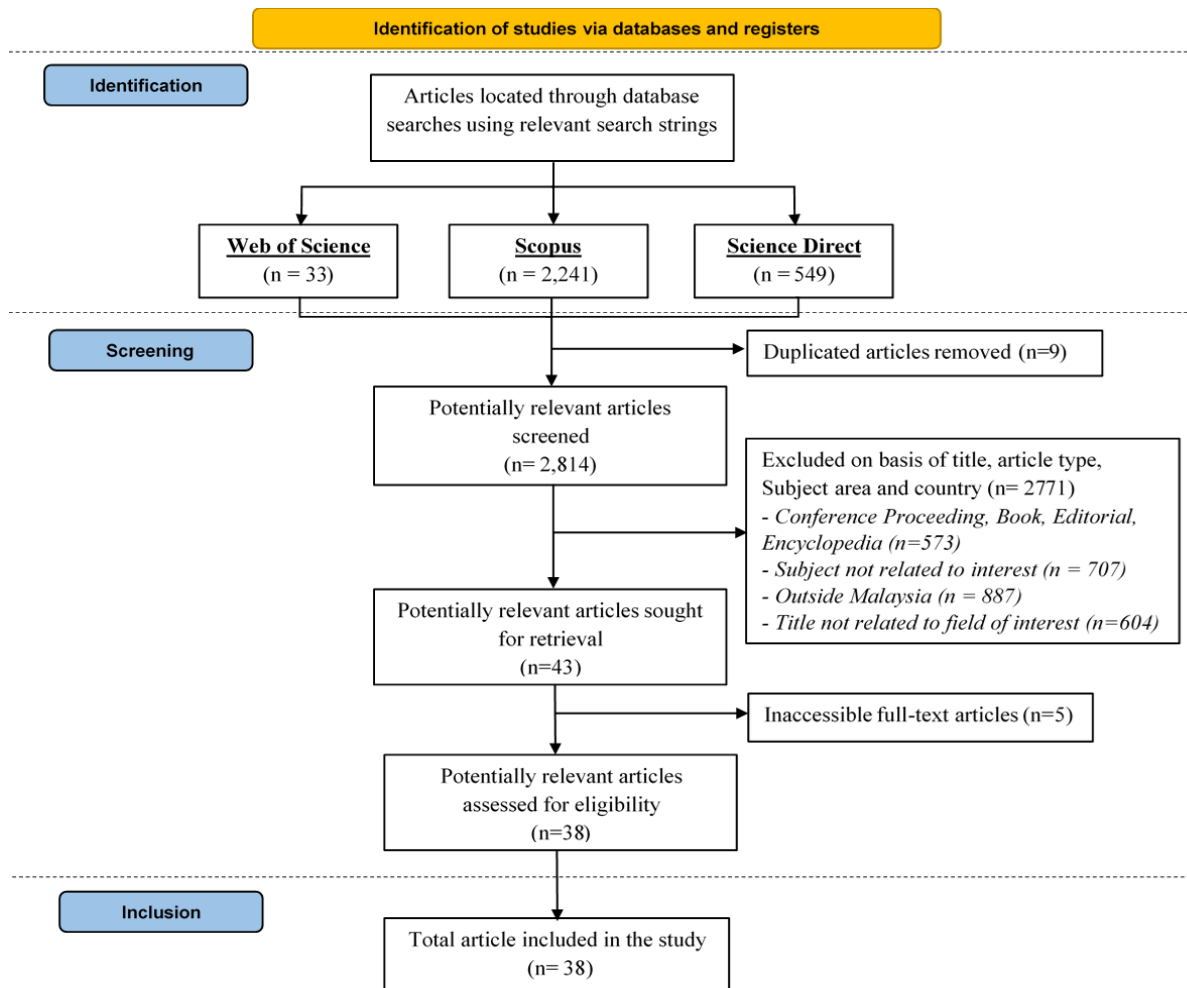 Identification of studies via databases and registers
Identification
Articles located through database
searches using relevant search strings
Web of Science
(n = 33)
Scopus
(n = 2,241)
Science Direct
(n = 549)
Screening
Duplicated articles removed (n=9)
Potentially relevant articles
screened
(n= 2,814)
Excluded on basis of title, article type,
Subject area and country (n= 2771)
- Conference Proceeding, Book, Editorial,
Encyclopedia (n=573)
- Subject not related to interest (n = 707)
- Outside Malaysia (n = 887)
- Title not related to field of interest (n=604)
Potentially relevant articles sought
for retrieval
(n=43)
Inaccessible full-text articles (n=5)
Potentially relevant articles
assessed for eligibility
(n=38)
Inclusion
Total article included in the study
(n= 38)